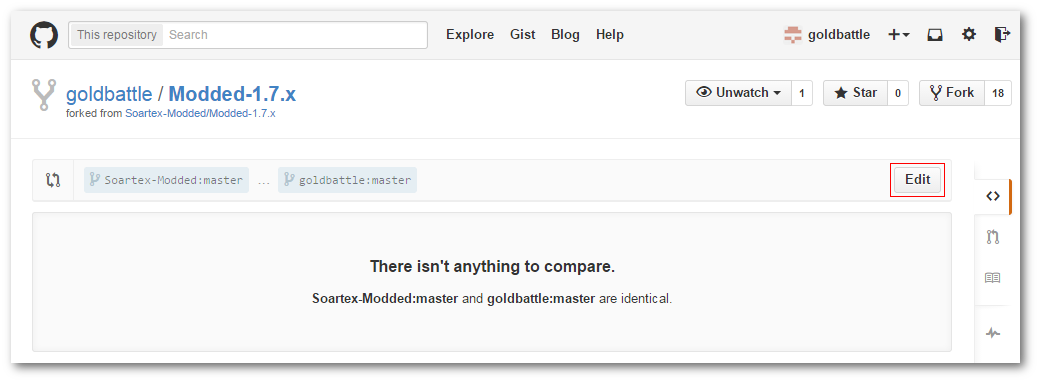 This repository Search Explore Gist Blog Help goldbattle
goldbattle / Modded-1.7.x Unwatch 1 Star 0 Fork 18
forked from Soartex-Modded/Modded-1.7.x
Soartex-Modded:master ... goldbattle:master Edit
There isn't anything to compare.
Soartex-Modded:master and goldbattle:master are identical.